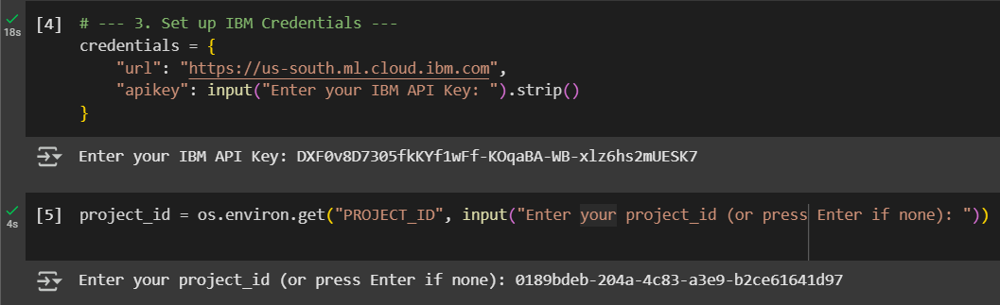 [4] # --- 3. Set up IBM Credentials ---
18s
credentials = {
"url": "https://us-south.ml.cloud.ibm.com",
"apikey": input("Enter your IBM API Key: ").strip()
}
Enter your IBM API Key: DXF0v8D7305fkKYf1wFf-KOqaBA-WB-xlz6hs2mUESK7
[5] project_id = os.environ.get("PROJECT_ID", input("Enter your project_id (or press Enter if none): "))
4s
Enter your project_id (or press Enter if none): 0189bdeb-204a-4c83-a3e9-b2ce61641d97